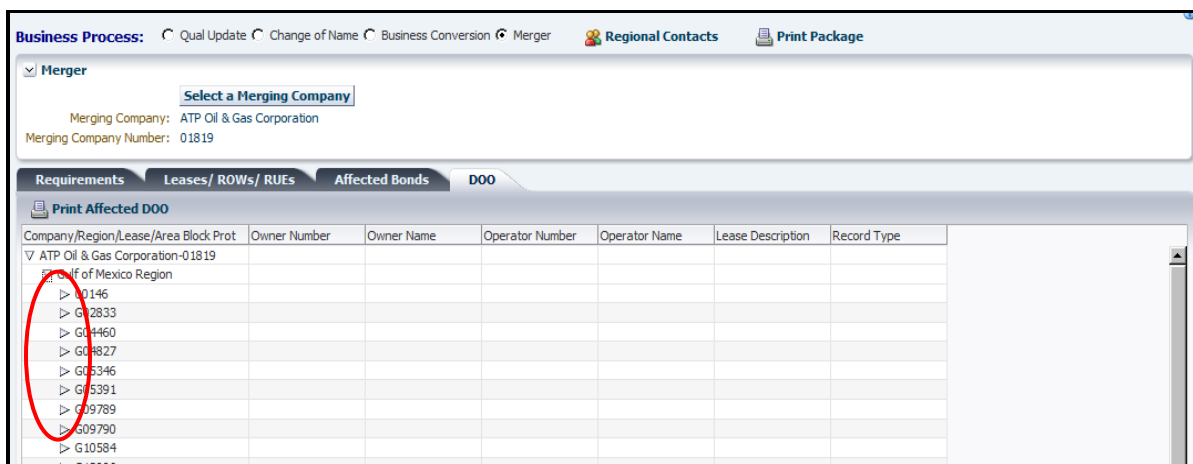 Business Process: Qual Update Change of Name Business Conversion Merger Regional Contacts Print Package
Merger
Select a Merging Company
Merging Company: ATP Oil & Gas Corporation
Merging Company Number: 01819
Requirements Leases/ ROWs/ RUEs Affected Bonds DOO
Print Affected DOO
Company/Region/Lease/Area Block Prot Owner Number Owner Name Operator Number Operator Name Lease Description Record Type
ATP Oil & Gas Corporation-01819
Gulf of Mexico Region
00146
G02833
G04460
G04827
G05346
G05391
G09789
G09790
G10584